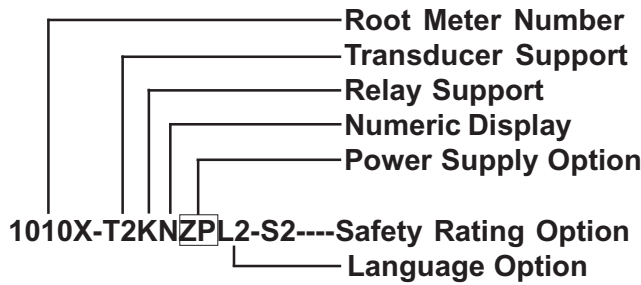 Root Meter Number
Transducer Support
Relay Support
Numeric Display
Power Supply Option
1010X-T2KNZPL2-S2----Safety Rating Option
Language Option